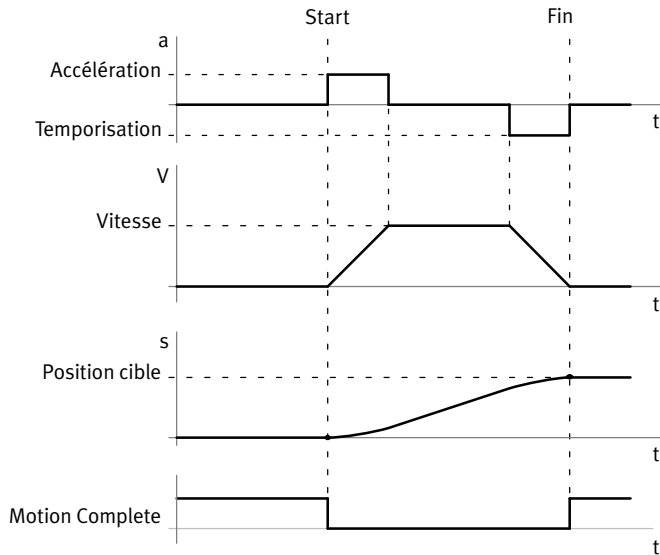 Start
Fin
a
Accélération
Temporisation
t
V
Vitesse
t
s
Position cible
t
Motion Complete
t